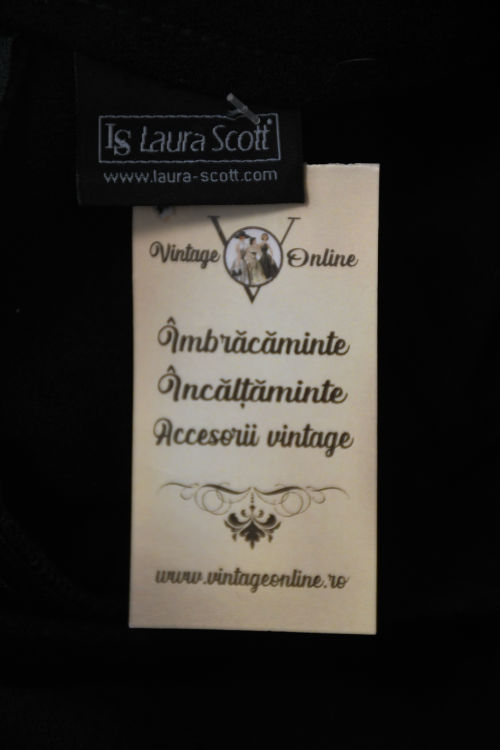 LS Laura Scott
www.laura-scott.com
Vintage V Online
Îmbrăcăminte
Încălțăminte
Accesorii vintage
www.vintageonline.ro